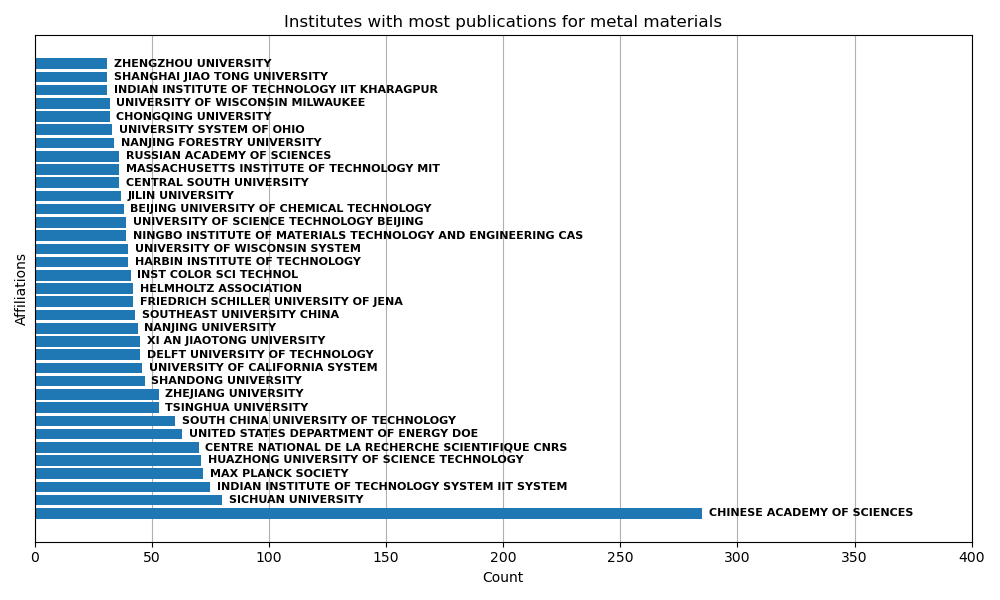 Institutes with most publications for metal materials
ZHENGZHOU UNIVERSITY
SHANGHAI JIAO TONG UNIVERSITY
INDIAN INSTITUTE OF TECHNOLOGY IIT KHARAGPUR
UNIVERSITY OF WISCONSIN MILWAUKEE
CHONGQING UNIVERSITY
UNIVERSITY SYSTEM OF OHIO
NANJING FORESTRY UNIVERSITY
RUSSIAN ACADEMY OF SCIENCES
MASSACHUSETTS INSTITUTE OF TECHNOLOGY MIT
CENTRAL SOUTH UNIVERSITY
JILIN UNIVERSITY
BEIJING UNIVERSITY OF CHEMICAL TECHNOLOGY
UNIVERSITY OF SCIENCE TECHNOLOGY BEIJING
NINGBO INSTITUTE OF MATERIALS TECHNOLOGY AND ENGINEERING CAS
UNIVERSITY OF WISCONSIN SYSTEM
HARBIN INSTITUTE OF TECHNOLOGY
INST COLOR SCI TECHNOL
HELMHOLTZ ASSOCIATION
FRIEDRICH SCHILLER UNIVERSITY OF JENA
SOUTHEAST UNIVERSITY CHINA
NANJING UNIVERSITY
XI AN JIAOTONG UNIVERSITY
DELFT UNIVERSITY OF TECHNOLOGY
UNIVERSITY OF CALIFORNIA SYSTEM
SHANDONG UNIVERSITY
ZHEJIANG UNIVERSITY
TSINGHUA UNIVERSITY
SOUTH CHINA UNIVERSITY OF TECHNOLOGY
UNITED STATES DEPARTMENT OF ENERGY DOE
CENTRE NATIONAL DE LA RECHERCHE SCIENTIFIQUE CNRS
HUAZHONG UNIVERSITY OF SCIENCE TECHNOLOGY
MAX PLANCK SOCIETY
INDIAN INSTITUTE OF TECHNOLOGY SYSTEM IIT SYSTEM
SICHUAN UNIVERSITY
CHINESE ACADEMY OF SCIENCES
Affiliations
0 50 100 150 200 250 300 350 400
Count